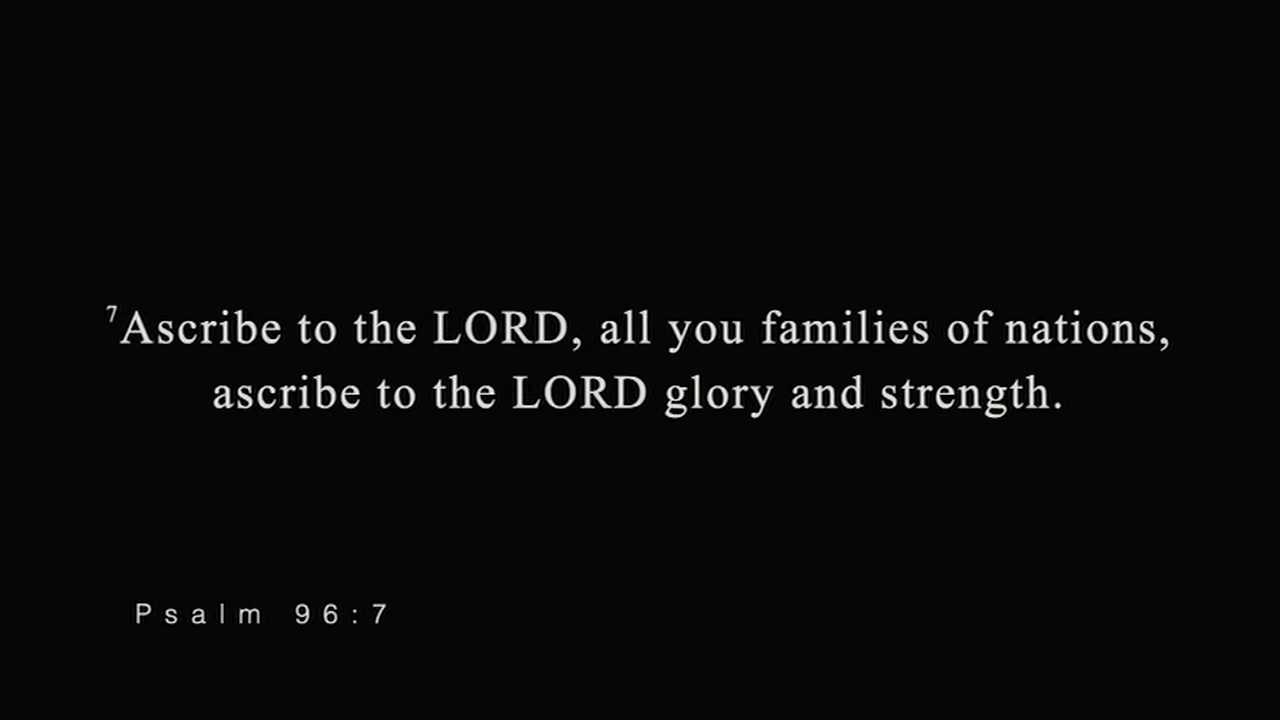 ⁷Ascribe to the LORD, all you families of nations,
ascribe to the LORD glory and strength.
Psalm 96:7